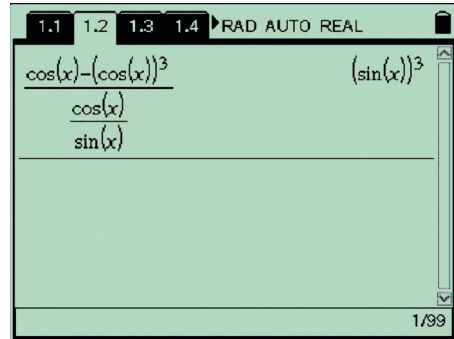 1.1 1.2 1.3 1.4 RAD AUTO REAL
cos(x)-(cos(x))³ (sin(x))³
cos(x)
sin(x)
1/99